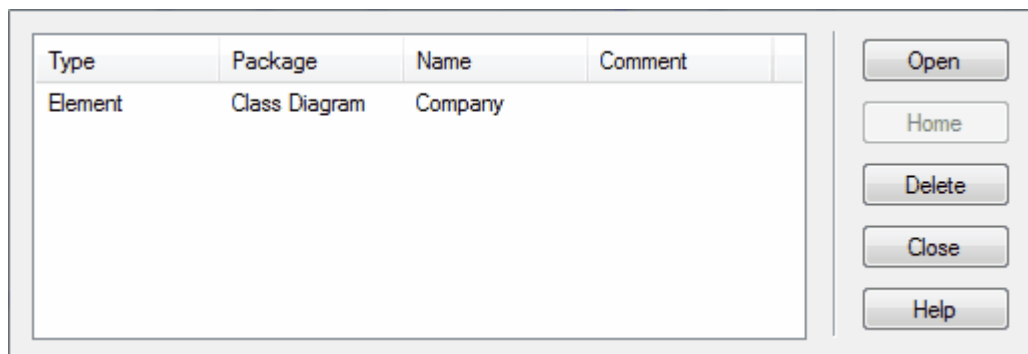 Type Package Name Comment
Element Class Diagram Company
Open
Home
Delete
Close
Help